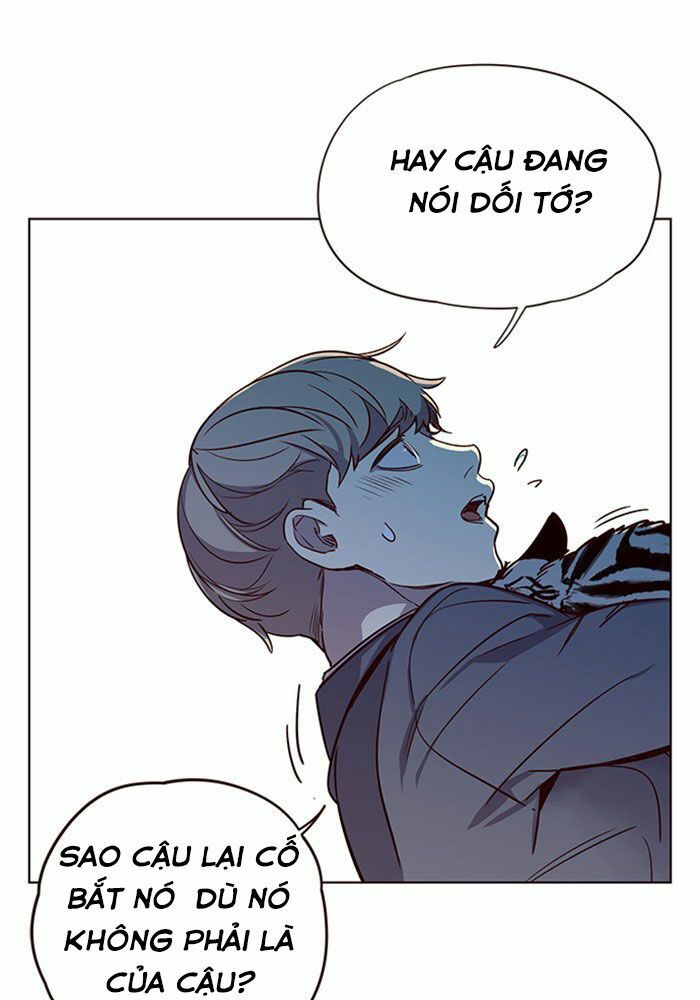 HAY CẬU ĐANG
NÓI DỐI TỚ?
SAO CẬU LẠI CỐ
BẮT NÓ DÙ NÓ
KHÔNG PHẢI LÀ
CỦA CẬU?